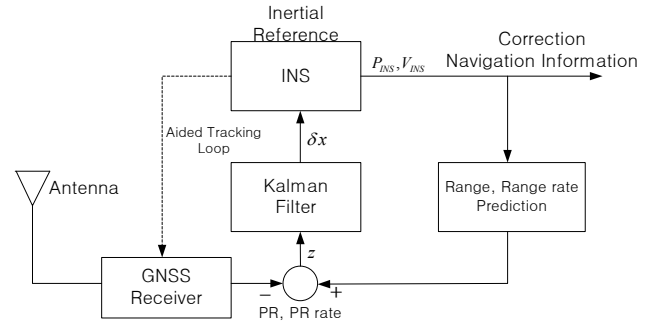 Inertial
Reference
INS
P_INS, V_INS
Correction
Navigation Information
Aided Tracking
Loop
δx
Antenna
Kalman
Filter
Range, Range rate
Prediction
z
GNSS
Receiver
−
+
PR, PR rate